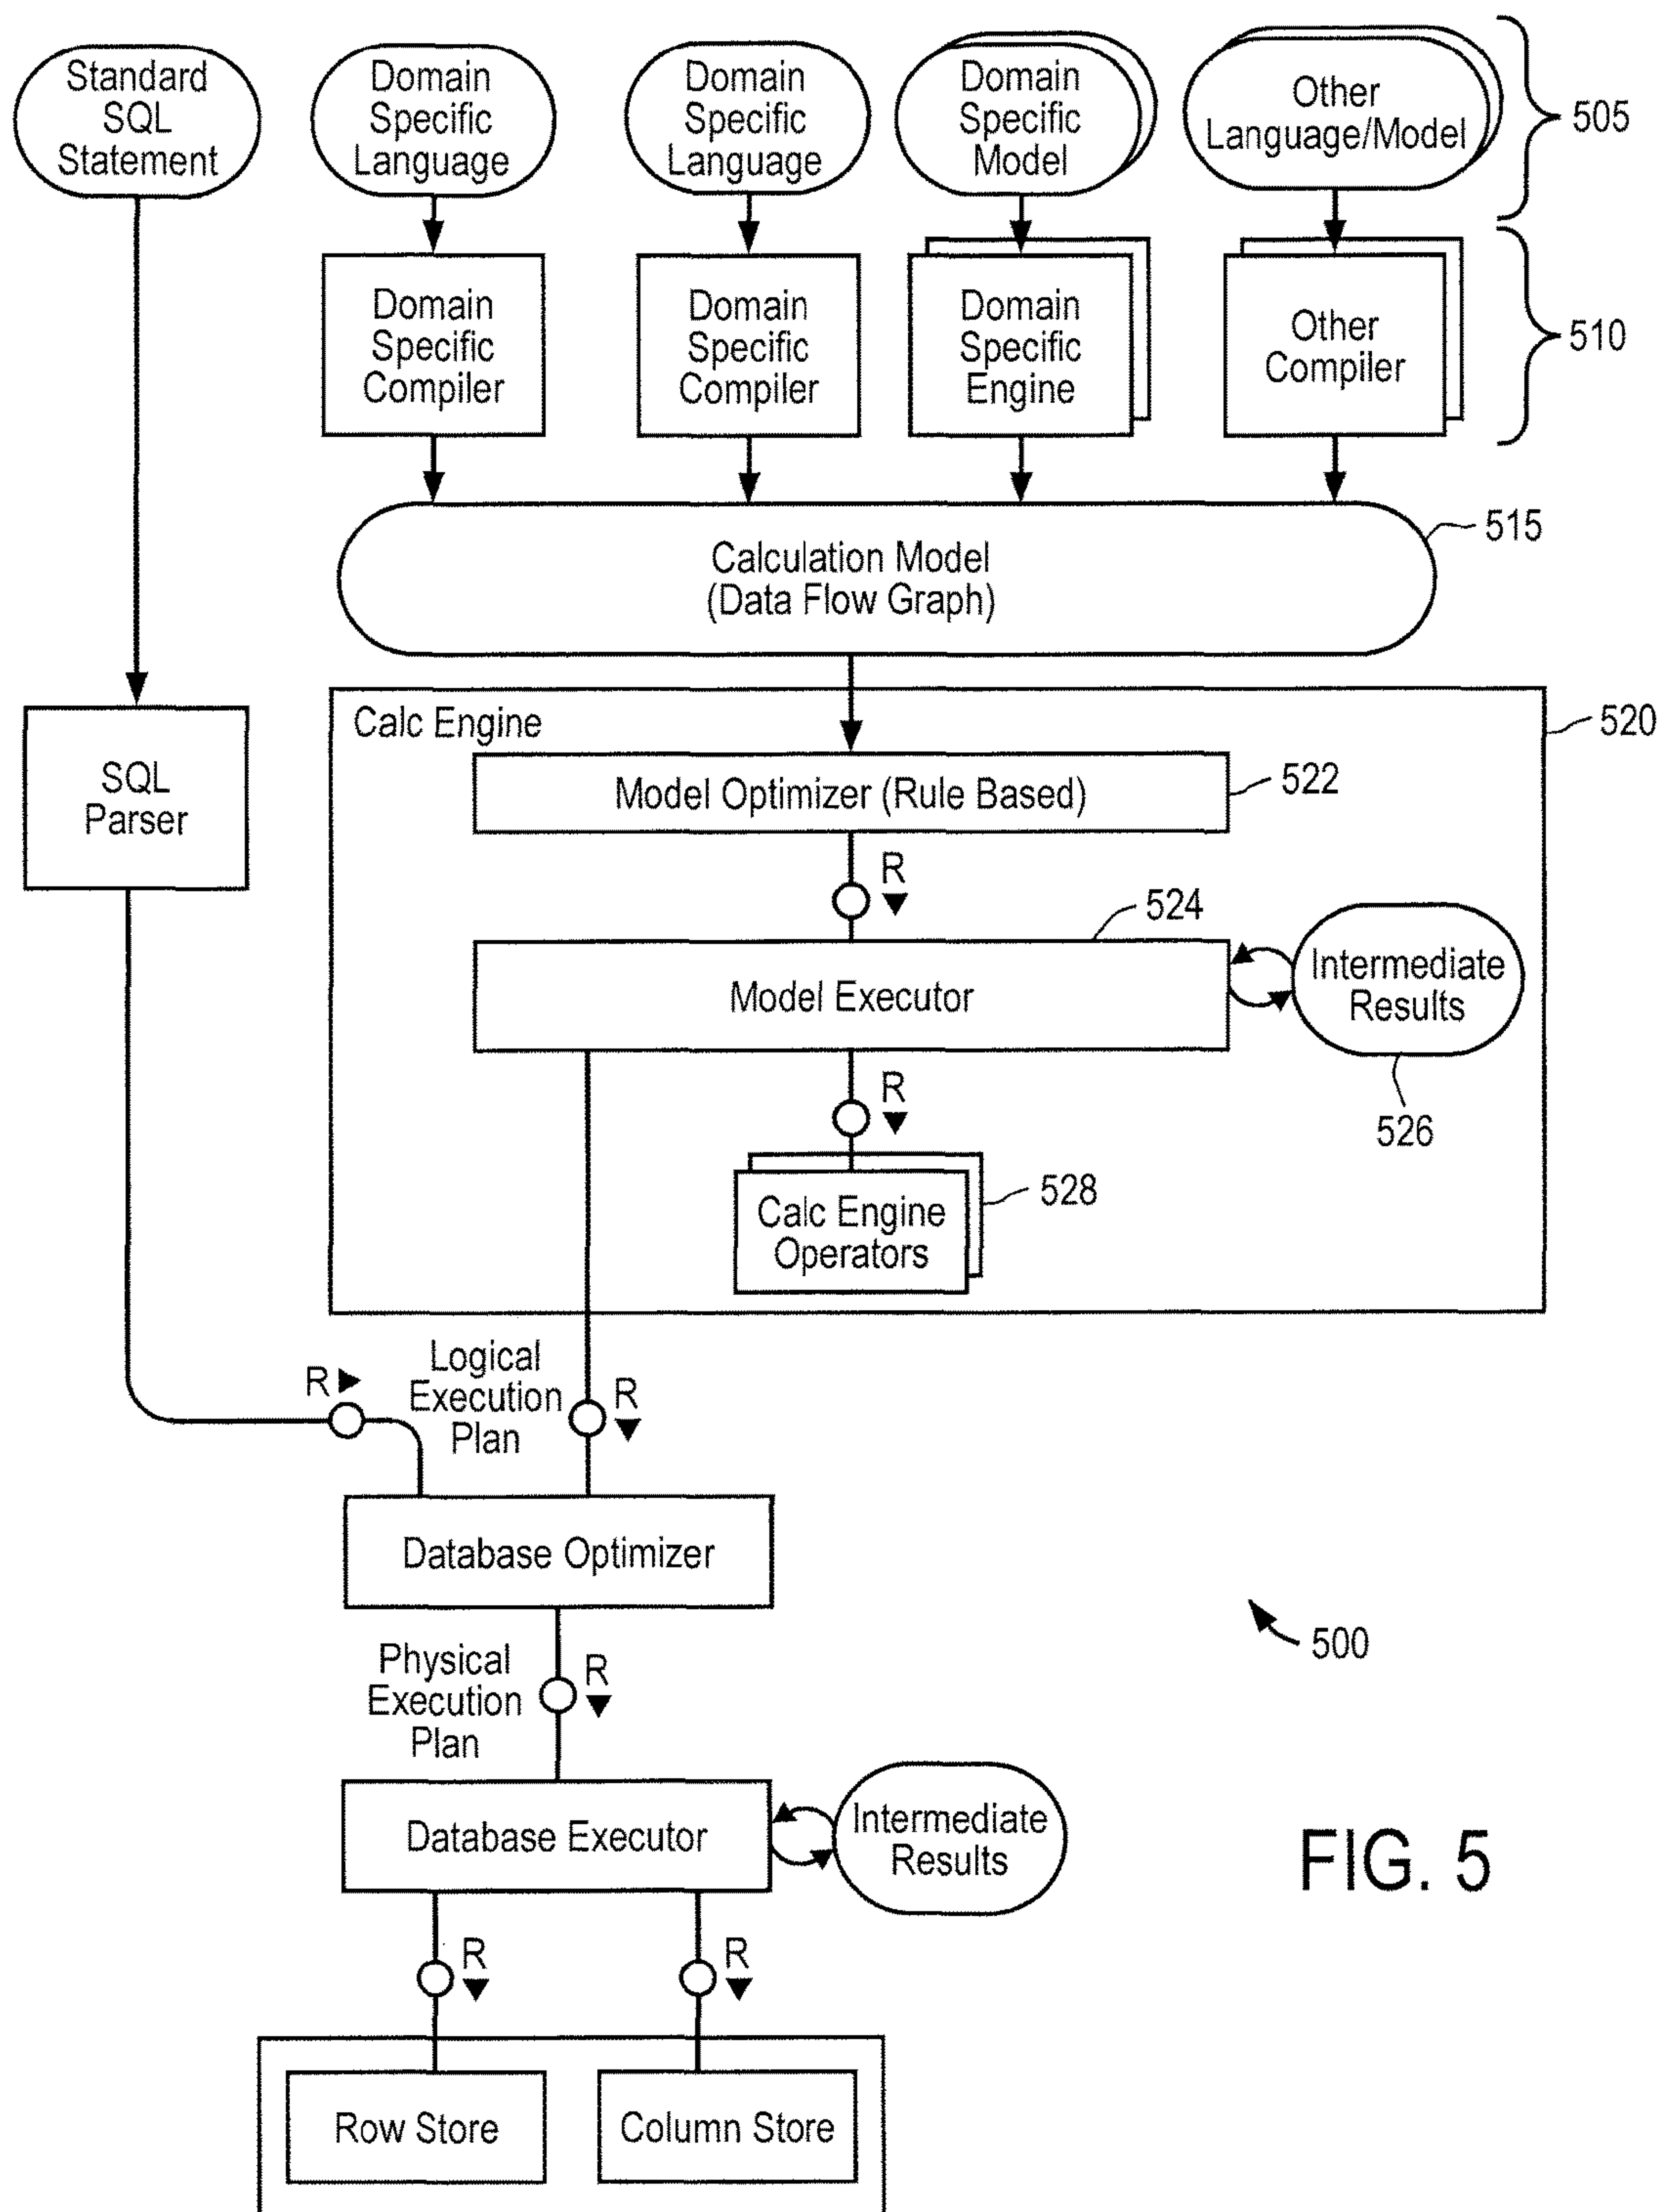 Standard
SQL
Statement
Domain
Specific
Language
Domain
Specific
Language
Domain
Specific
Model
Other
Language/Model
505
Domain
Specific
Compiler
Domain
Specific
Compiler
Domain
Specific
Engine
Other
Compiler
510
Calculation Model
(Data Flow Graph)
515
SQL
Parser
Calc Engine
520
Model Optimizer (Rule Based)
522
R
524
Model Executor
Intermediate
Results
526
R
Calc Engine
Operators
528
R
Logical
Execution
Plan
R
Database Optimizer
500
Physical
Execution
Plan
R
Database Executor
Intermediate
Results
FIG. 5
R
R
Row Store
Column Store